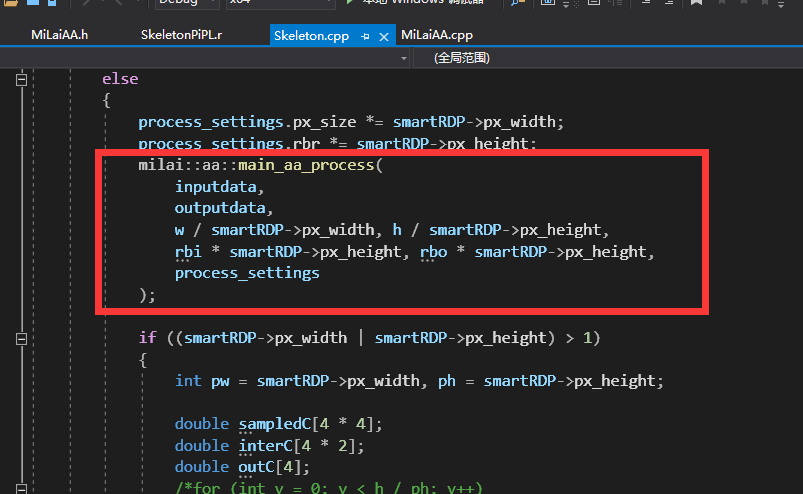 Debug x64 本地 Windows 调试器
MiLaiAA.h SkeletonPiPL.r Skeleton.cpp MiLaiAA.cpp
(全局范围)
else
{
process_settings.px_size *= smartRDP->px_width;
process_settings.rbr *= smartRDP->px_height;
milai::aa::main_aa_process(
inputdata,
outputdata,
w / smartRDP->px_width, h / smartRDP->px_height,
rbi * smartRDP->px_height, rbo * smartRDP->px_height,
process_settings
);
if ((smartRDP->px_width | smartRDP->px_height) > 1)
{
int pw = smartRDP->px_width, ph = smartRDP->px_height;
double sampledC[4 * 4];
double interC[4 * 2];
double outC[4];
/*for (int y = 0; y < h / ph; y++)